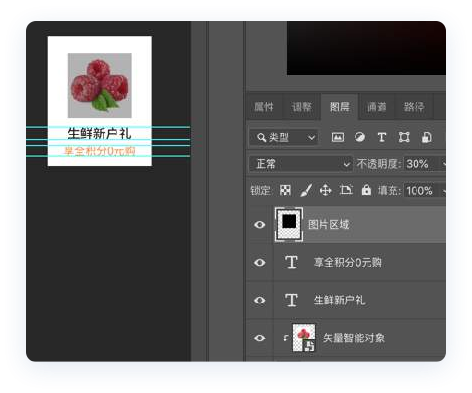 生鲜新户礼
享全积分0元购
属性 调整 图层 通道 路径
类型
正常 不透明度: 30%
锁定: 填充: 100%
图片区域
享全积分0元购
生鲜新户礼
矢量智能对象